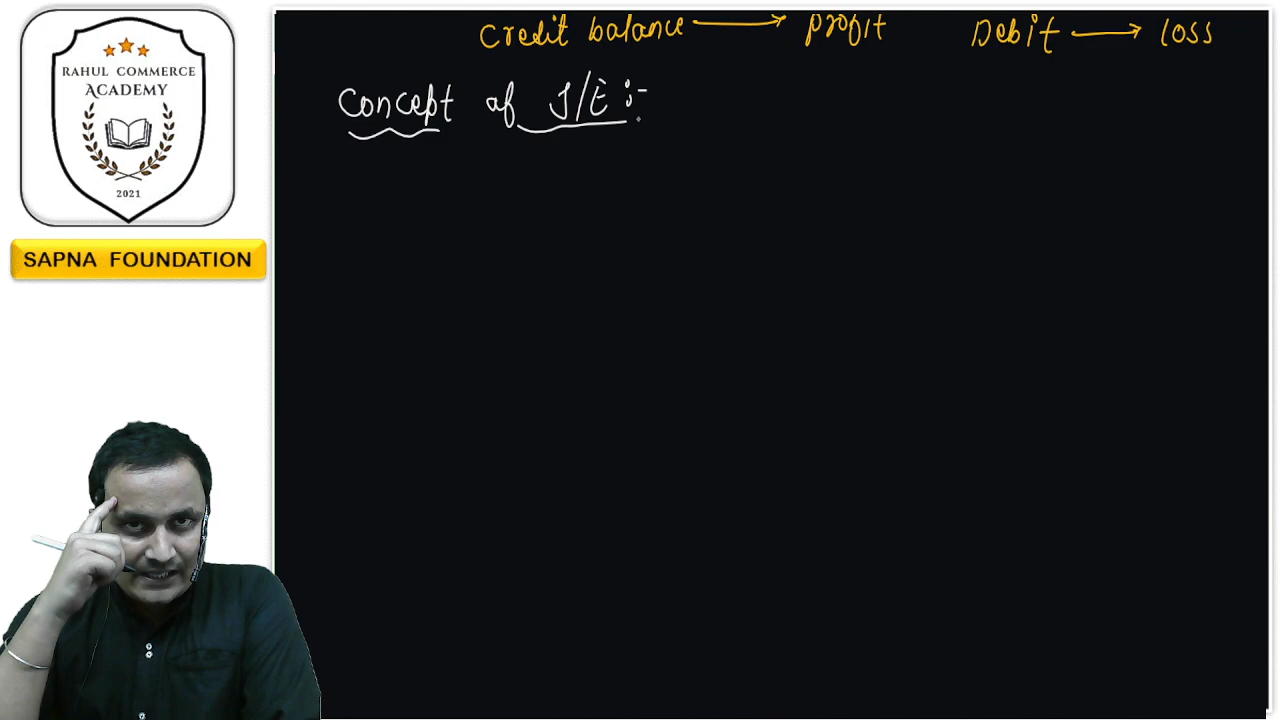 RAHUL COMMERCE
ACADEMY
2021
SAPNA FOUNDATION
Credit balance → profit Debit → loss
Concept of J/E :-